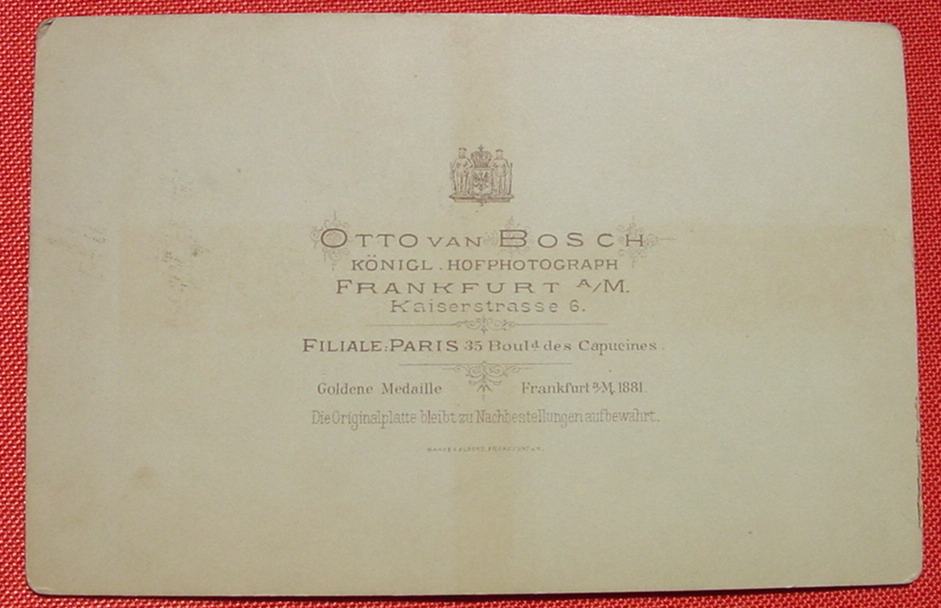 OTTO VAN BOSCH
KÖNIGL. HOFPHOTOGRAPH
FRANKFURT A/M.
Kaiserstrasse 6.
FILIALE: PARIS 35 Boul.d des Capucines.
Goldene Medaille Frankfurt a/M. 1881.
Die Originalplatte bleibt zu Nachbestellungen aufbewahrt.